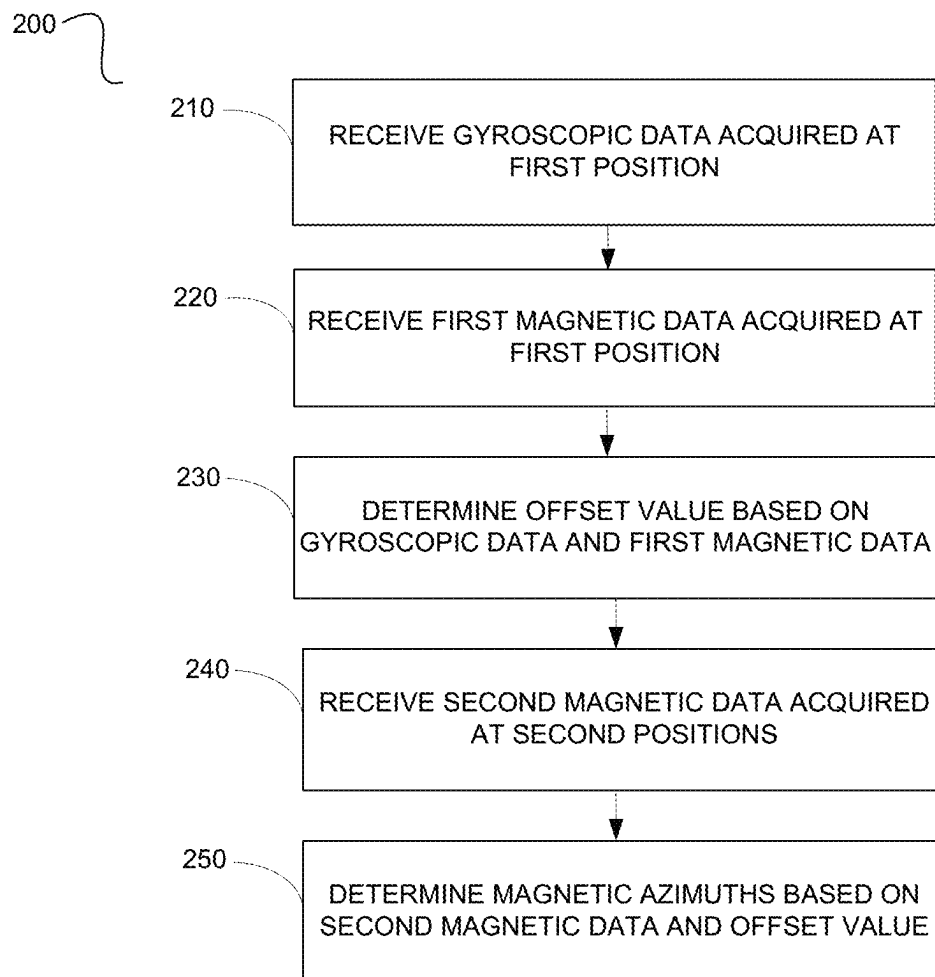 200
210
RECEIVE GYROSCOPIC DATA ACQUIRED AT
FIRST POSITION
220
RECEIVE FIRST MAGNETIC DATA ACQUIRED AT
FIRST POSITION
230
DETERMINE OFFSET VALUE BASED ON
GYROSCOPIC DATA AND FIRST MAGNETIC DATA
240
RECEIVE SECOND MAGNETIC DATA ACQUIRED
AT SECOND POSITIONS
250
DETERMINE MAGNETIC AZIMUTHS BASED ON
SECOND MAGNETIC DATA AND OFFSET VALUE